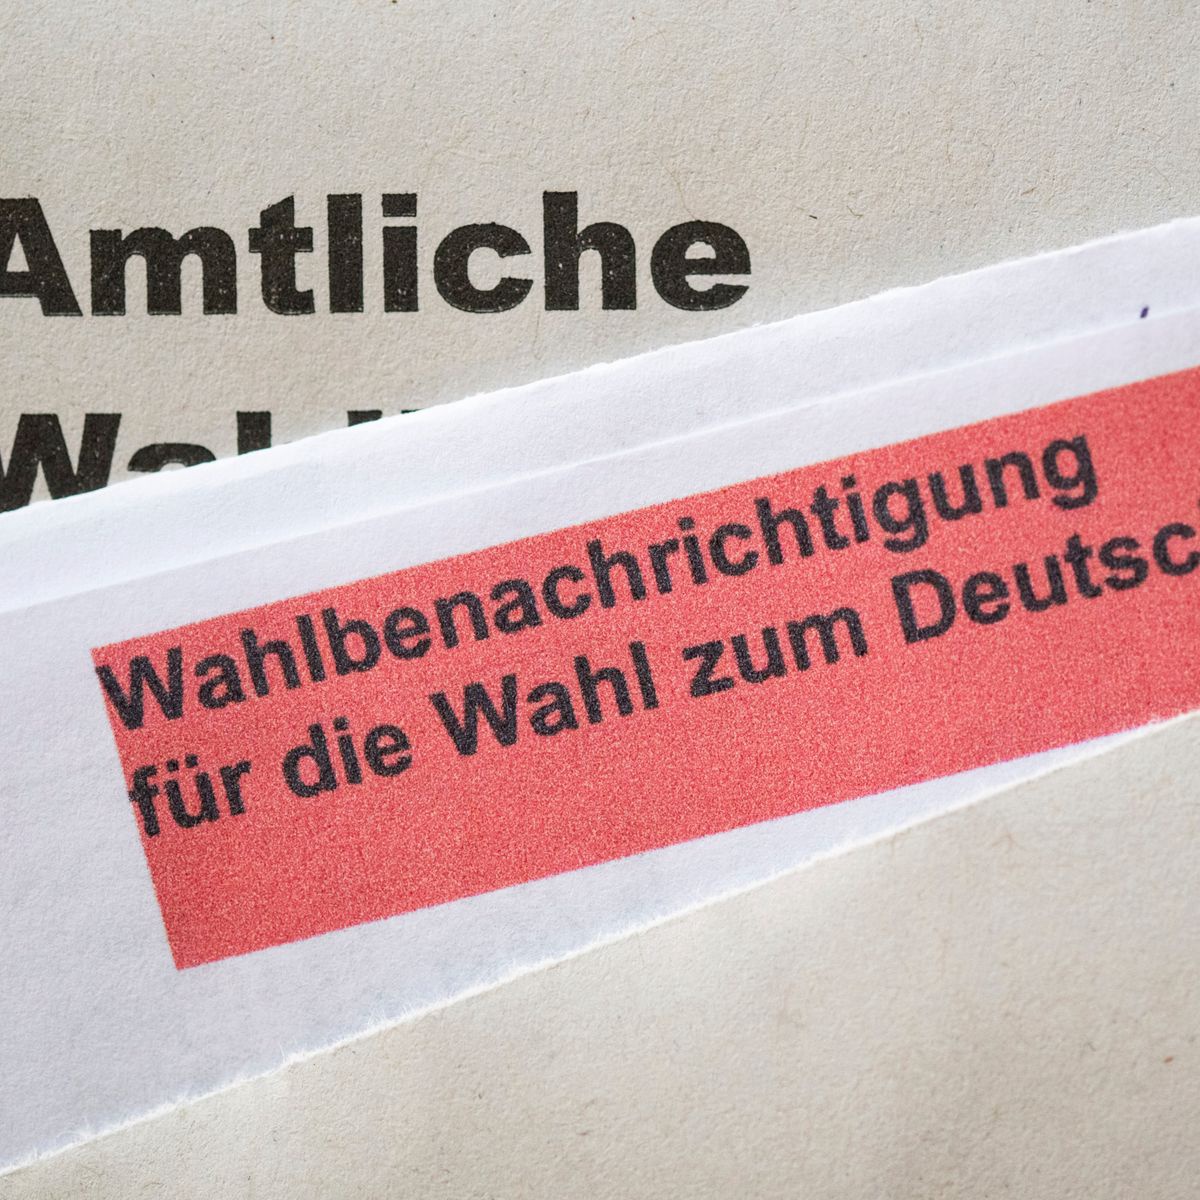 Amtliche
Wahlbenachrichtigung
für die Wahl zum Deutsc